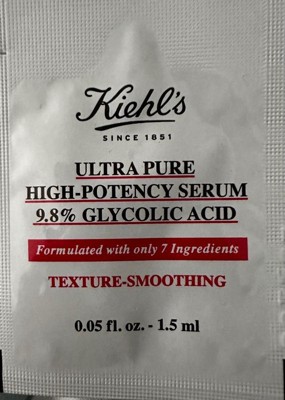 Kiehl's
SINCE 1851
ULTRA PURE
HIGH-POTENCY SERUM
9.8% GLYCOLIC ACID
Formulated with only 7 Ingredients
TEXTURE-SMOOTHING
0.05 fl. oz. - 1.5 ml